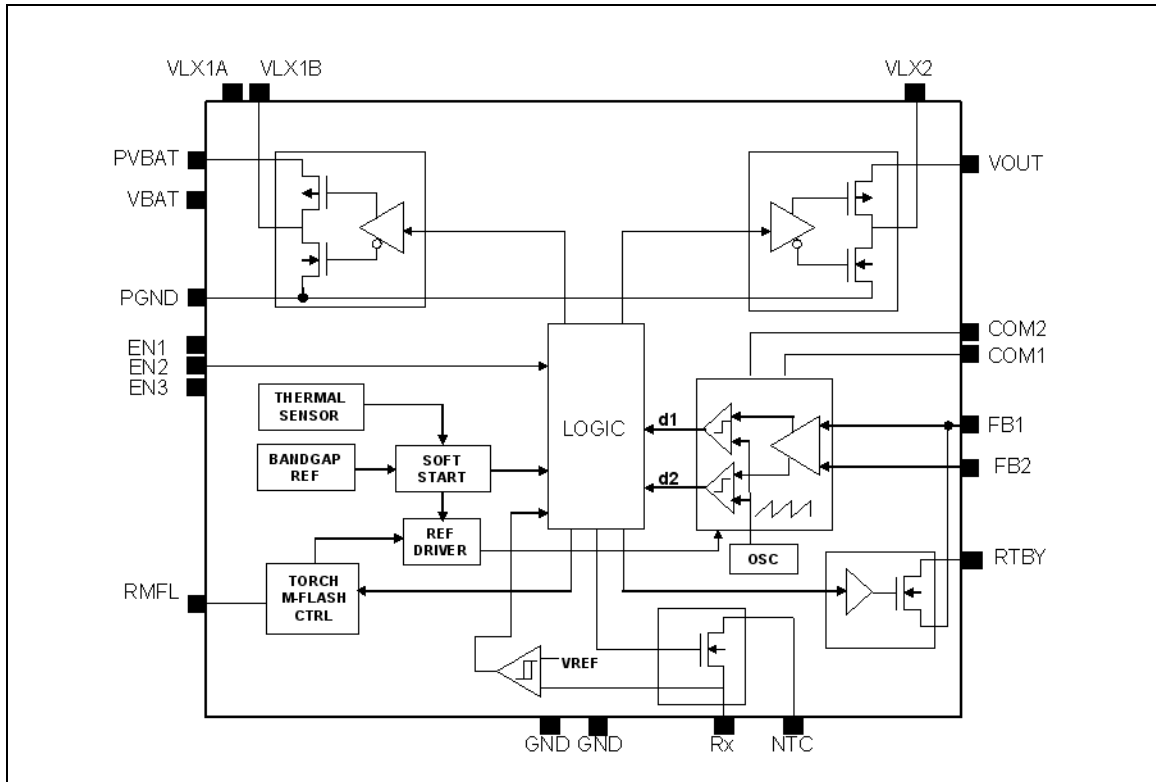 VLX1A VLX1B VLX2
PVBAT
VBAT
VOUT
PGND
COM2
COM1
EN1
EN2
EN3
THERMAL
SENSOR
LOGIC
d1
FB1
BANDGAP
REF
SOFT
START
d2
FB2
REF
DRIVER
OSC
RTBY
RMFL
TORCH
M-FLASH
CTRL
VREF
GND GND Rx NTC